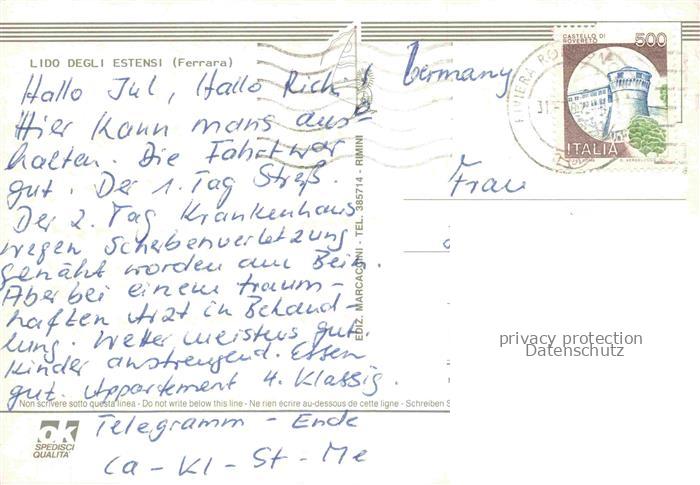 LIDO DEGLI ESTENSI (Ferrara)
Hallo Jul, Hallo Rich!
Hier kann mans aus-
halten. Die Fahrt war
gut. Der 1. Tag Streß.
Der 2. Tag Krankenhaus
wegen Scherbenverletzung
genäht worden am Bein.
Aber bei einem traum-
haften Arzt in Behand-
lung. Wetter meistens gut.
Kinder anstrengend. Essen
gut. Appartement 4. Klassig.
Non scrivere sotto questa linea - Do not write below this line - Ne rien écrire au-dessous de cette ligne - Schreiben S
Telegramm - Ende
Ca - Kl - St - Me
ok
SPEDISCI
QUALITA'
EDIZ. MARCACCINI - TEL. 385714 - RIMINI
Germany
Frau
CASTELLO DI
ROVERETO
500
ITALIA
RIVIERA
31
privacy protection
Datenschutz